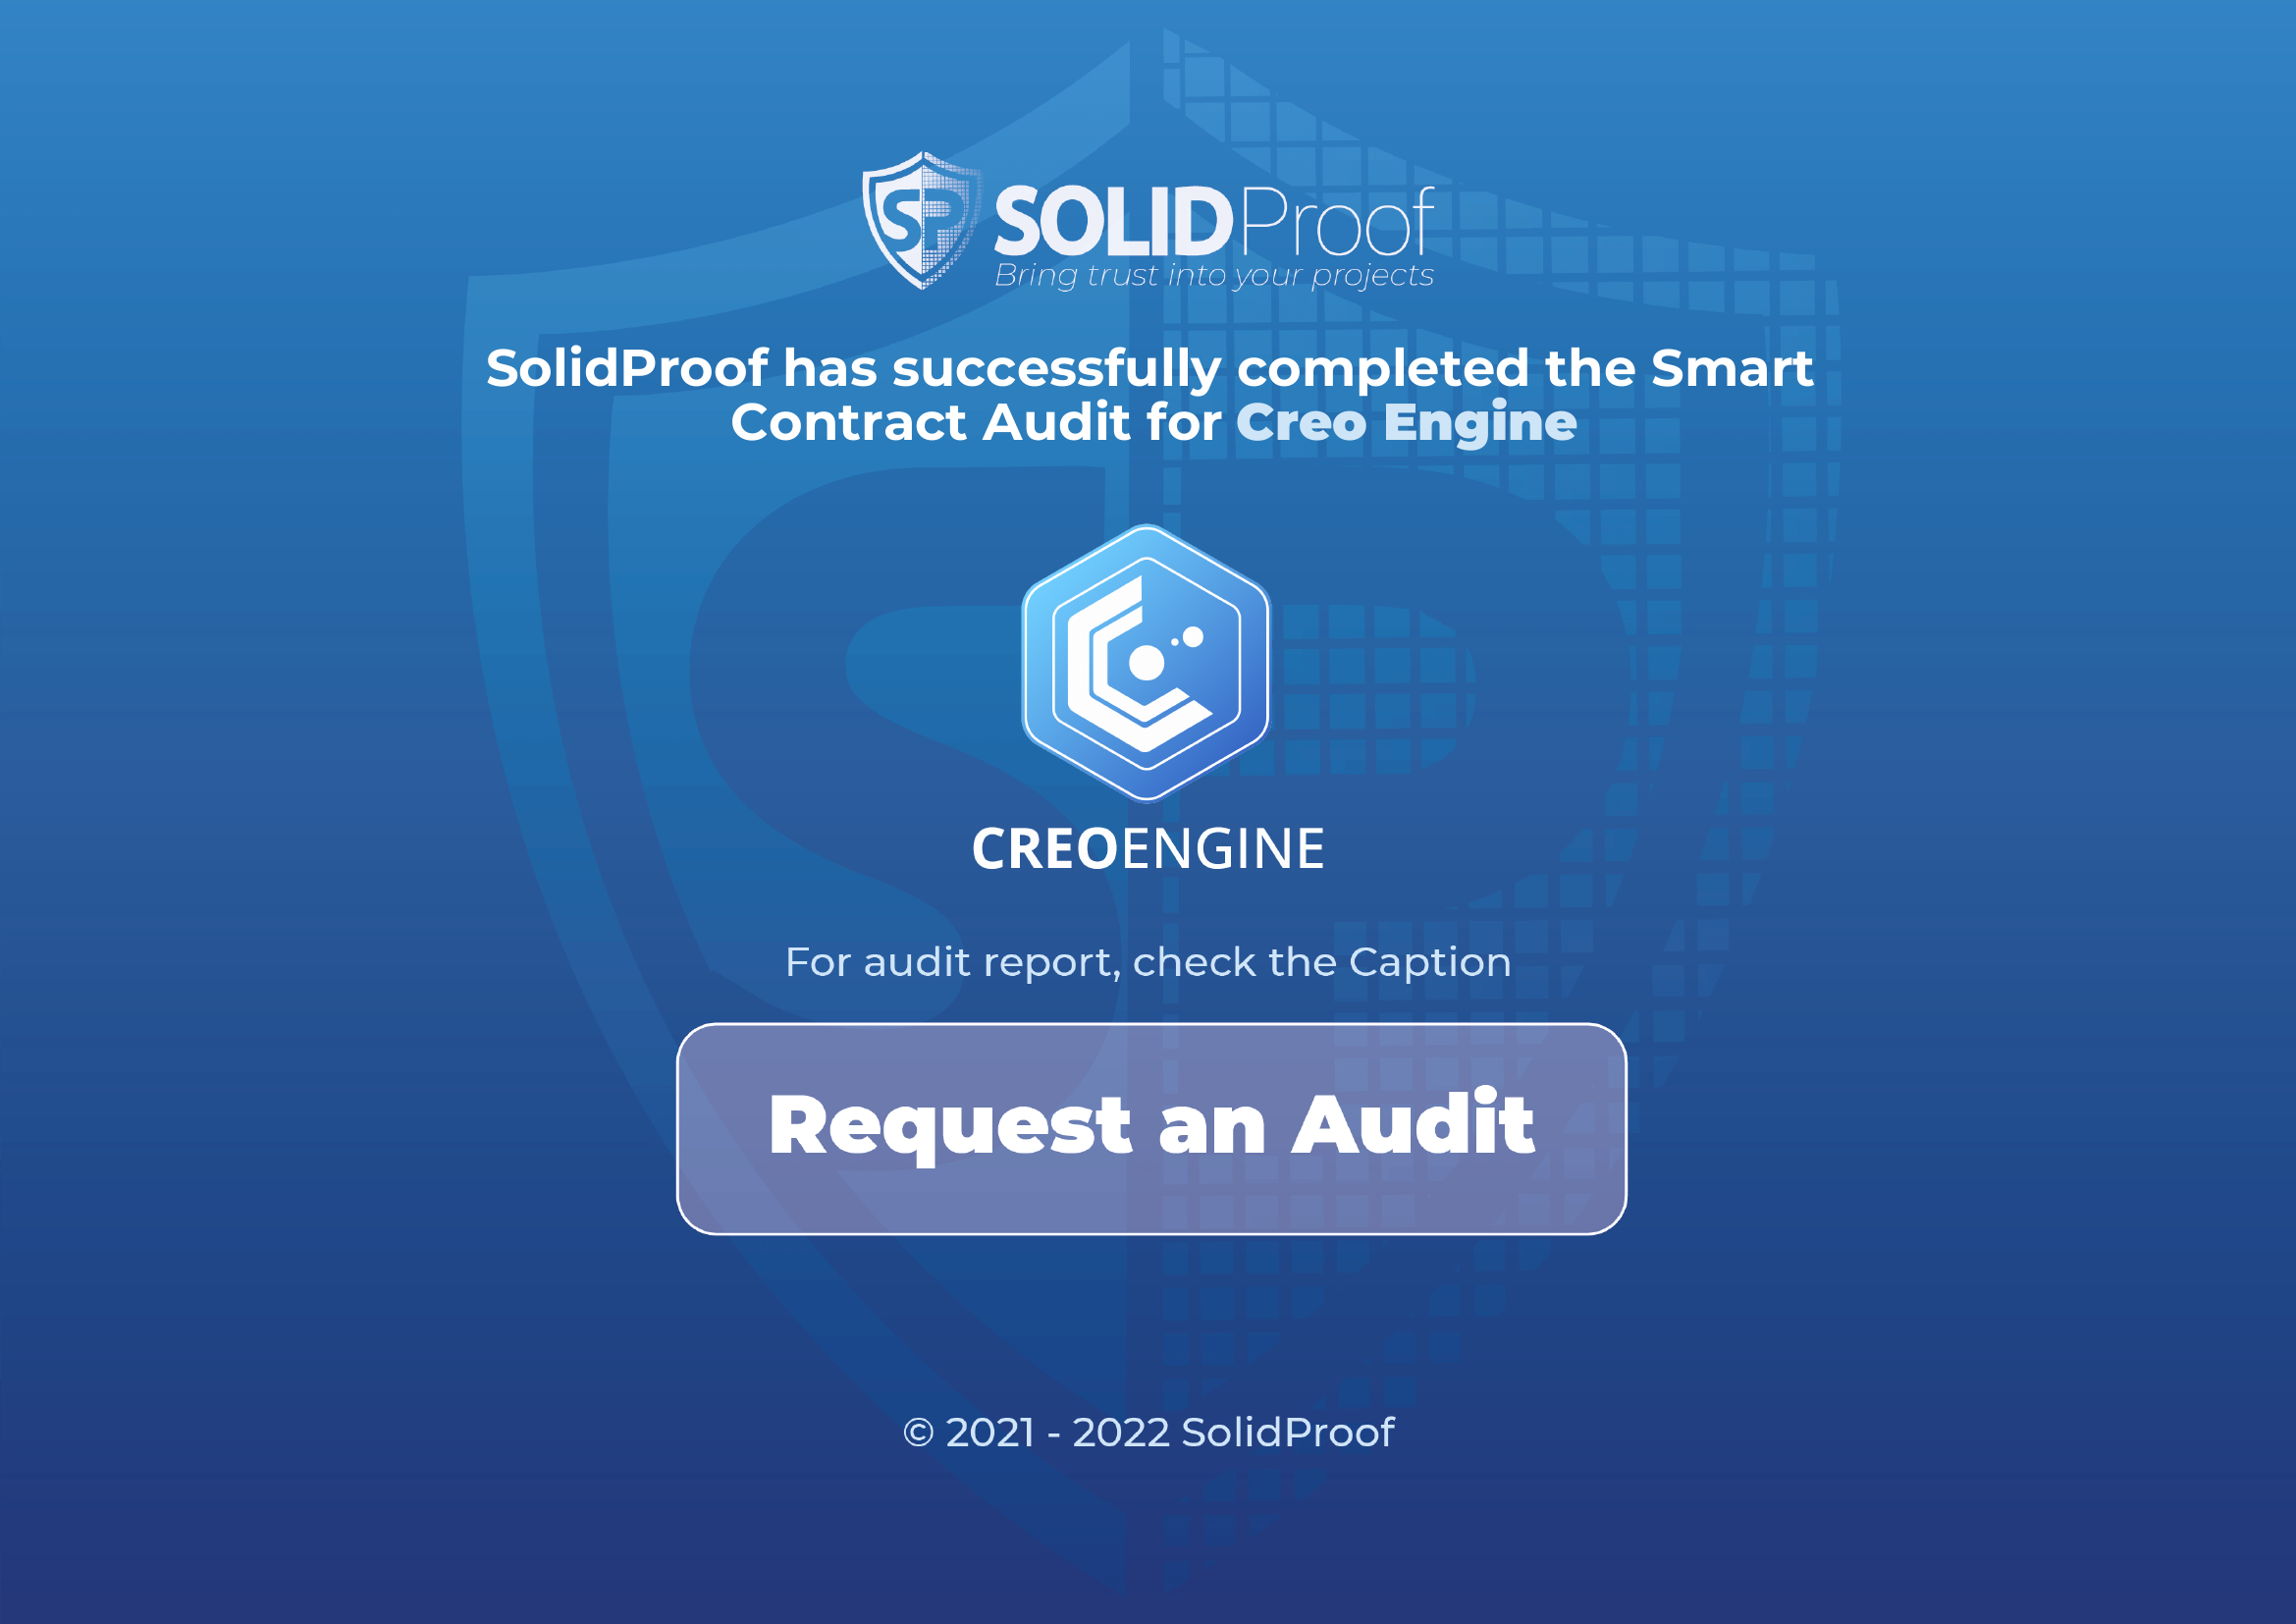 SP SOLIDProof
Bring trust into your projects
SolidProof has successfully completed the Smart
Contract Audit for Creo Engine
CREOENGINE
For audit report, check the Caption
Request an Audit
© 2021 - 2022 SolidProof